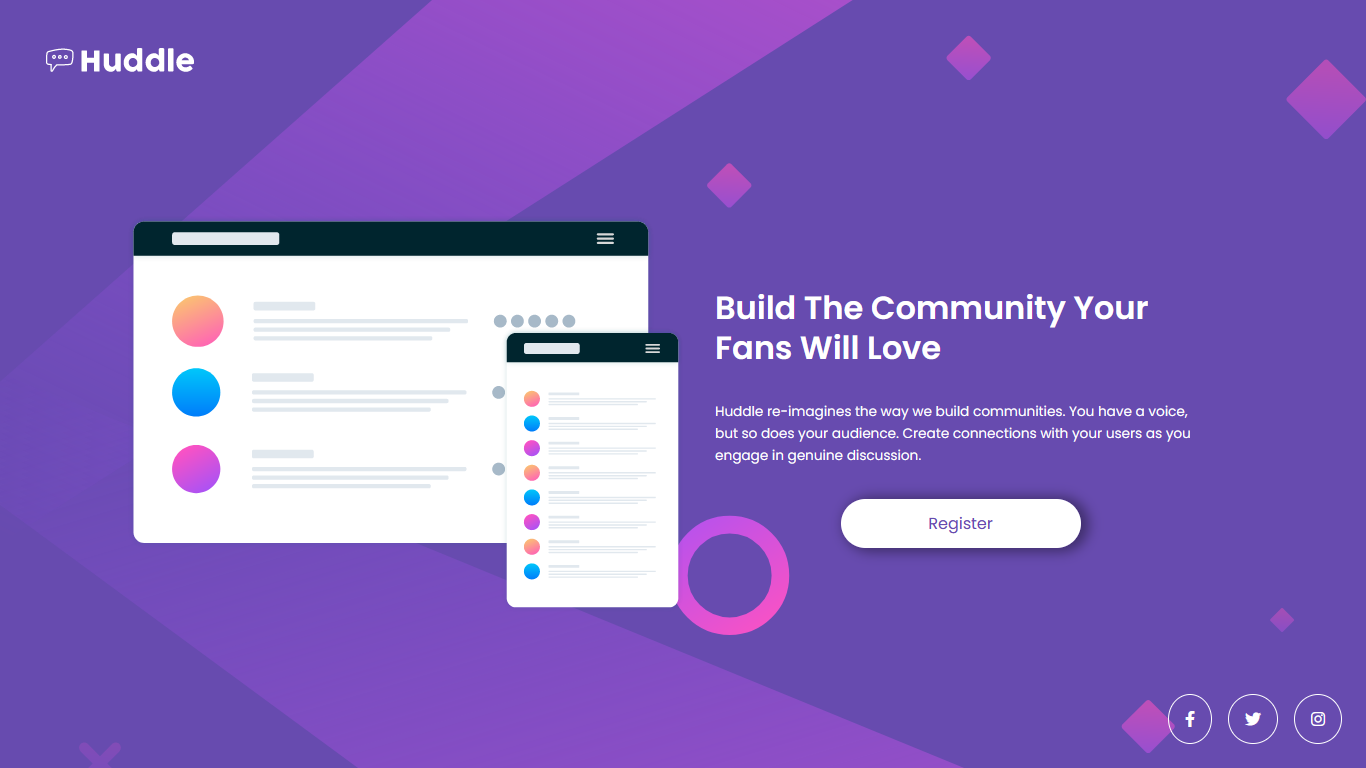 Huddle
Build The Community Your
Fans Will Love
Huddle re-imagines the way we build communities. You have a voice,
but so does your audience. Create connections with your users as you
engage in genuine discussion.
Register